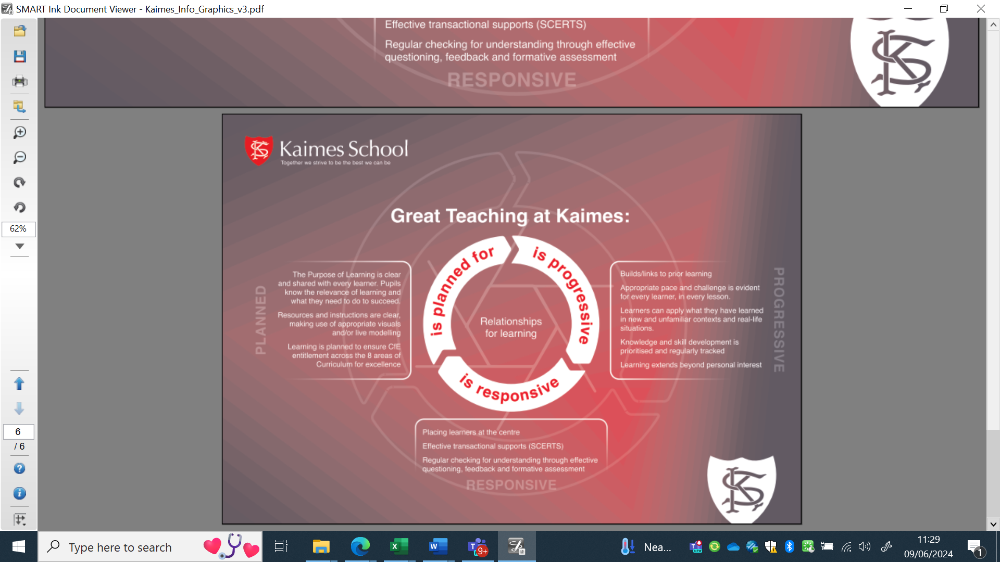 SMART Ink Document Viewer - Kaimes_Info_Graphics_v3.pdf
Effective transactional supports (SCERTS)
Regular checking for understanding through effective
questioning, feedback and formative assessment
RESPONSIVE
KS
62%
6
/ 6
KS
Kaimes School
Together we strive to be the best we can be
Great Teaching at Kaimes:
is planned for
is progressive
is responsive
Relationships
for learning
PLANNED
The Purpose of Learning is clear
and shared with every learner. Pupils
know the relevance of learning and
what they need to do to succeed.
Resources and instructions are clear,
making use of appropriate visuals
and/or live modelling
Learning is planned to ensure CfE
entitlement across the 8 areas of
Curriculum for excellence
Builds/links to prior learning
Appropriate pace and challenge is evident
for every learner, in every lesson.
Learners can apply what they have learned
in new and unfamiliar contexts and real-life
situations.
Knowledge and skill development is
prioritised and regularly tracked
Learning extends beyond personal interest
PROGRESSIVE
Placing learners at the centre
Effective transactional supports (SCERTS)
Regular checking for understanding through effective
questioning, feedback and formative assessment
RESPONSIVE
KS
Type here to search
X
W
T
9+
Nea...
NEW
11:29
09/06/2024
1